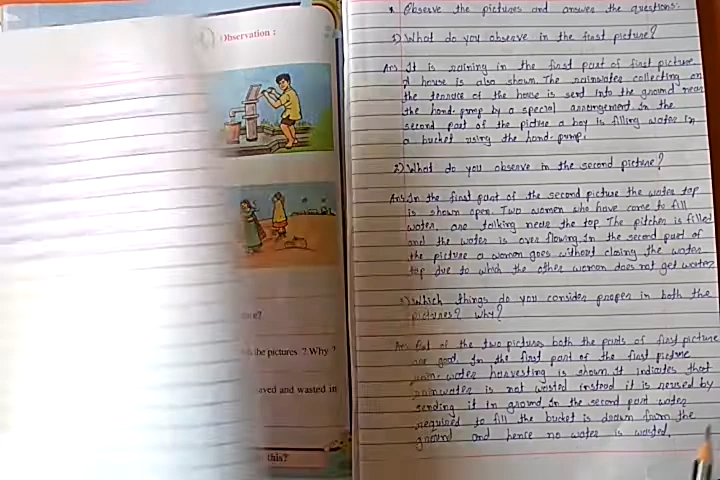 Observation :
ure?
the pictures ? Why ?
aved and wasted in
this?
* Observe the pictures and answer the questions:-
1) What do you observe in the first picture?
Ans. It is raining in the first part of first picture
A house is also shown. The rainwater collecting on
the terrace of the house is send into the ground near
the hand-pump by a special arrangement. In the
second part of the picture a boy is filling water in
a bucket using the hand-pump.
2) What do you observe in the second picture?
Ans. In the first part of the second picture the water tap
is shown open. Two women who have come to fill
water, are talking near the tap. The pitcher is filled
and the water is over flowing. In the second part of
the picture a woman goes without closing the water
tap due to which the other woman does not get water
3) Which things do you consider proper in both the
pictures? Why?
Ans. Out of the two pictures both the parts of first picture
are good. In the first part of the first picture
rain-water harvesting is shown. It indicates that
rainwater is not wasted instead it is reused by
sending it in ground. In the second part water
required to fill the bucket is drawn from the
ground and hence no water is wasted.